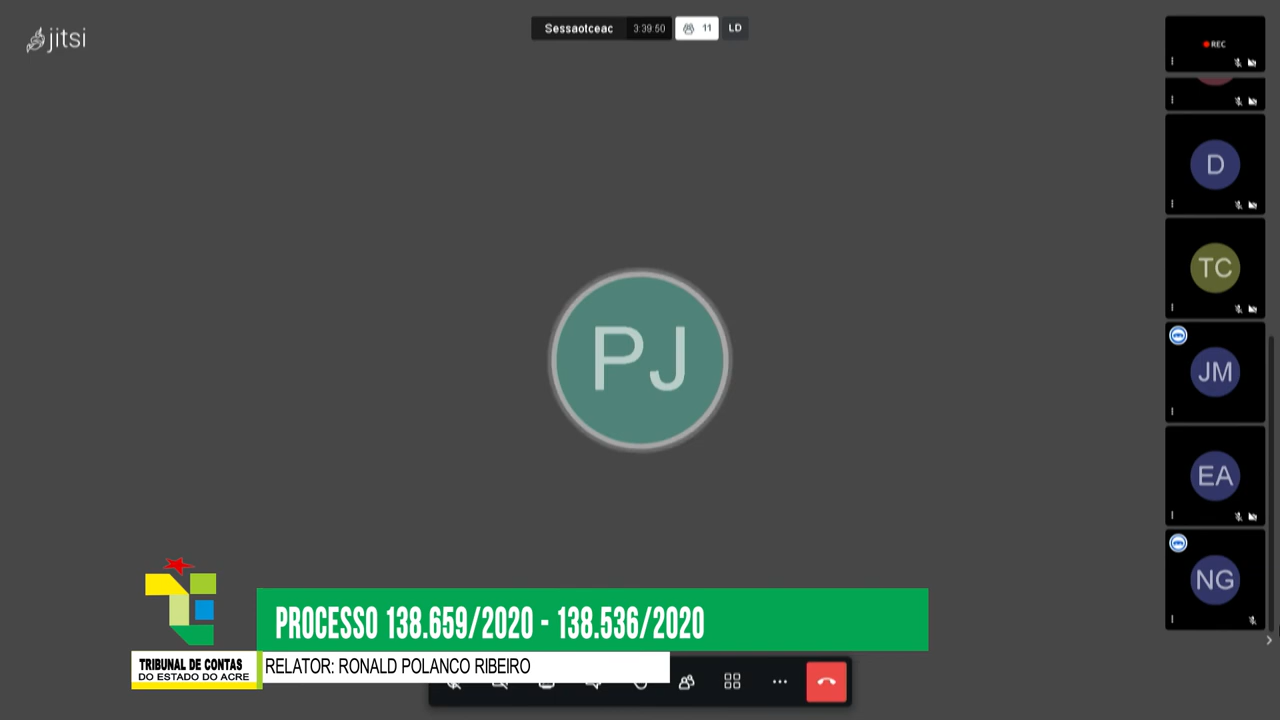 jitsi
Sessaotceac 3:39:50 11 LD
REC
D
TC
JM
EA
NG
PJ
PROCESSO 138.659/2020 - 138.536/2020
RELATOR: RONALD POLANCO RIBEIRO
TRIBUNAL DE CONTAS
DO ESTADO DO ACRE